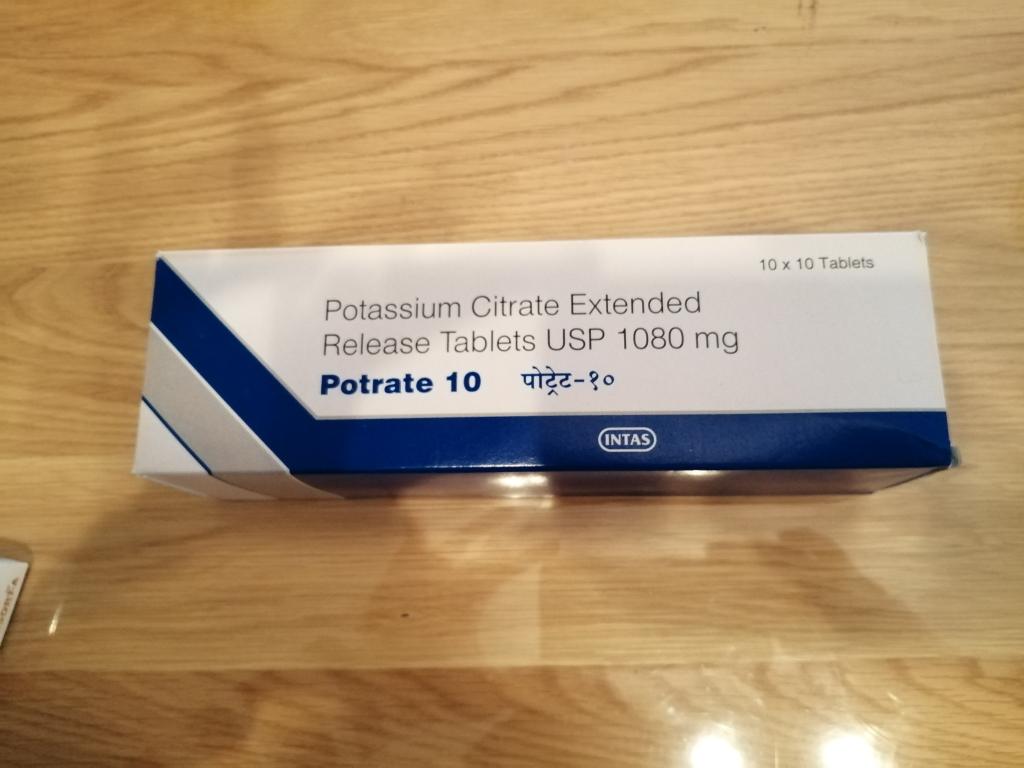 10 x 10 Tablets
Potassium Citrate Extended
Release Tablets USP 1080 mg
Potrate 10 पोट्रेट-१०
INTAS